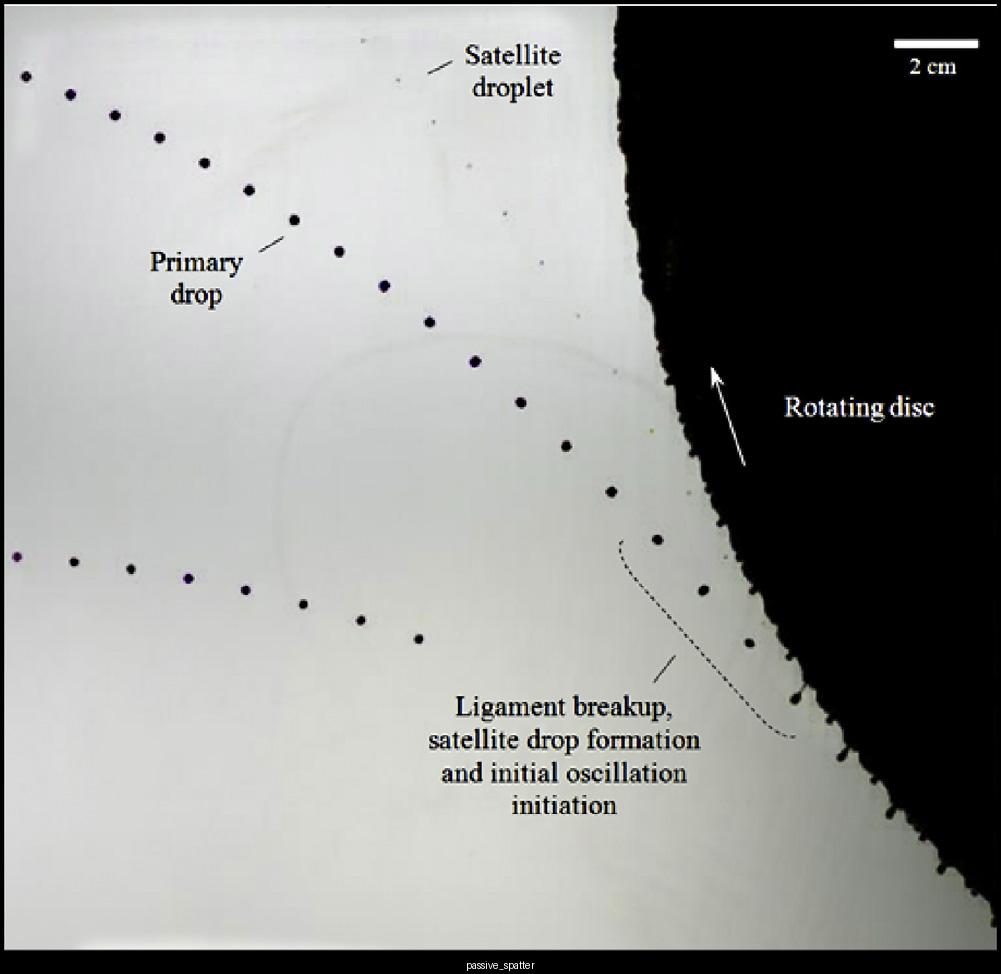 Satellite
droplet
2 cm
Primary
drop
Rotating disc
Ligament breakup,
satellite drop formation
and initial oscillation
initiation
passive_spatter